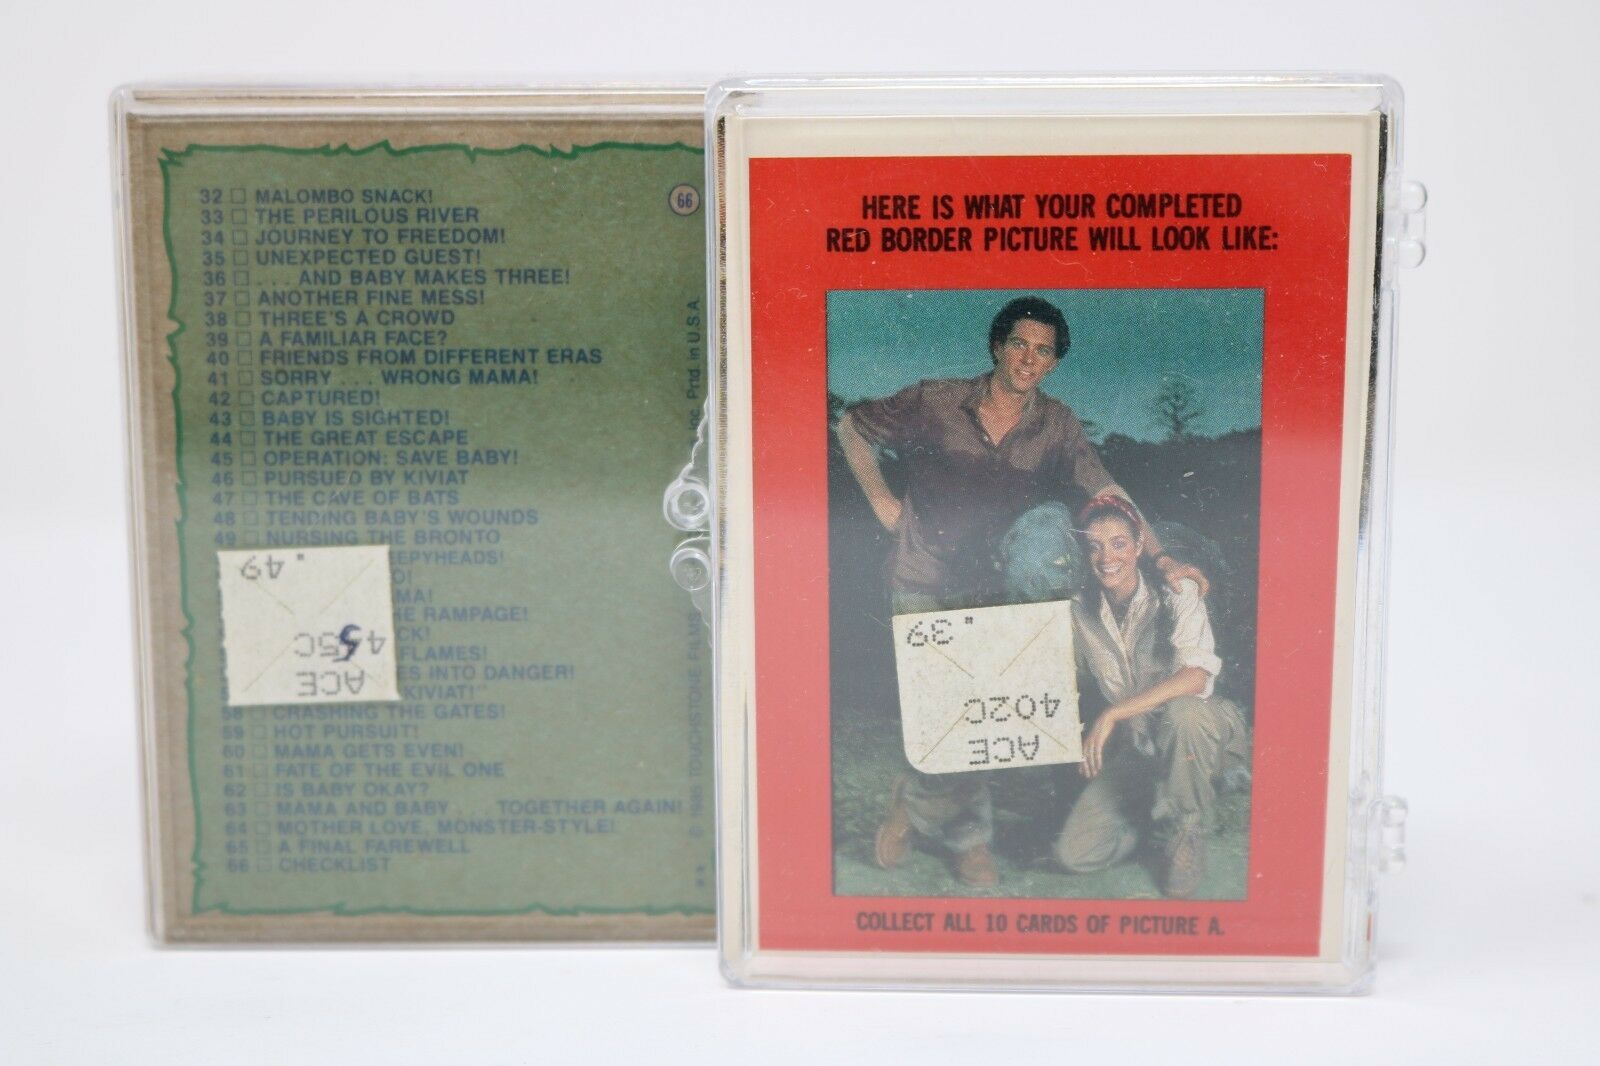 32 MALOMBO SNACK!
33 THE PERILOUS RIVER
34 JOURNEY TO FREEDOM!
35 UNEXPECTED GUEST!
36 . . . AND BABY MAKES THREE!
37 ANOTHER FINE MESS!
38 THREE'S A CROWD
39 A FAMILIAR FACE?
40 FRIENDS FROM DIFFERENT ERAS
41 SORRY . . . WRONG MAMA!
42 CAPTURED!
43 BABY IS SIGHTED!
44 THE GREAT ESCAPE
45 OPERATION: SAVE BABY!
46 PURSUED BY KIVIAT
47 THE CAVE OF BATS
48 TENDING BABY'S WOUNDS
49 NURSING THE BRONTO
RAMPAGE!
FLAMES!
INTO DANGER!
KIVIAT!"
58 CRASHING THE GATES!
59 HOT PURSUIT!
60 MAMA GETS EVEN!
61 FATE OF THE EVIL ONE
62 IS BABY OKAY?
63 MAMA AND BABY . . . TOGETHER AGAIN!
64 MOTHER LOVE, MONSTER-STYLE!
65 A FINAL FAREWELL
66 CHECKLIST
66
© 1985 TOUCHSTONE FILMS
Inc. Prtd. in U.S.A.
ACE
455C
.49
HERE IS WHAT YOUR COMPLETED
RED BORDER PICTURE WILL LOOK LIKE:
ACE
402C
.39
COLLECT ALL 10 CARDS OF PICTURE A.